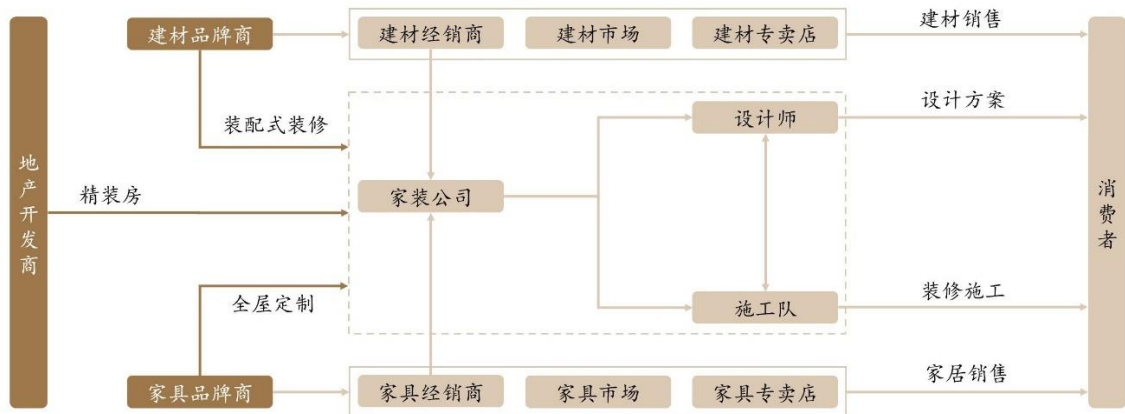 建材品牌商
建材经销商
建材市场
建材专卖店
建材销售
装配式装修
设计师
设计方案
地产开发商
精装房
家装公司
消费者
全屋定制
施工队
装修施工
家具品牌商
家具经销商
家具市场
家具专卖店
家居销售